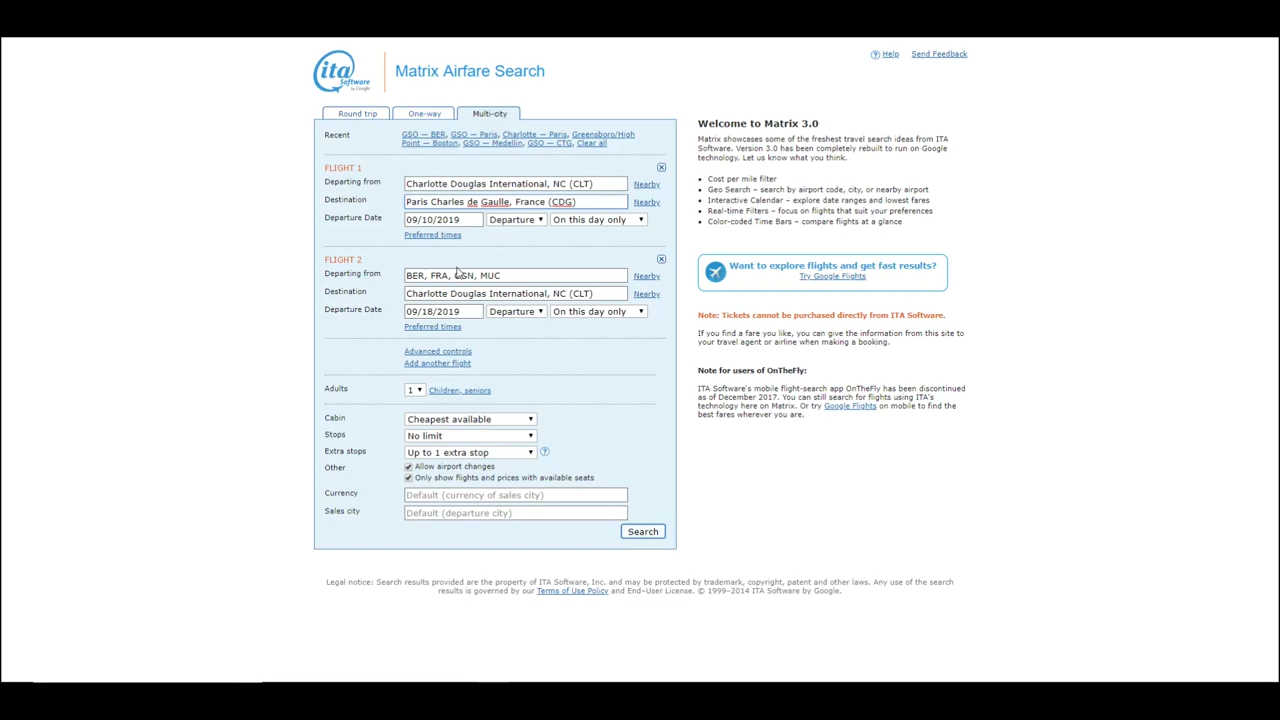 ita
Software
by Google
Matrix Airfare Search
? Help Send Feedback
Round trip One-way Multi-city
Recent GSO — BER, GSO — Paris, Charlotte — Paris, Greensboro/High
Point — Boston, GSO — Medellin, GSO — CTG, Clear all
FLIGHT 1
Departing from Charlotte Douglas International, NC (CLT) Nearby
Destination Paris Charles de Gaulle, France (CDG) Nearby
Departure Date 09/10/2019 Departure On this day only
Preferred times
FLIGHT 2
Departing from BER, FRA, MUC Nearby
Destination Charlotte Douglas International, NC (CLT) Nearby
Departure Date 09/18/2019 Departure On this day only
Preferred times
Advanced controls
Add another flight
Adults 1 Children, seniors
Cabin Cheapest available
Stops No limit
Extra stops Up to 1 extra stop ?
Other Allow airport changes
Only show flights and prices with available seats
Currency Default (currency of sales city)
Sales city Default (departure city)
Search
Welcome to Matrix 3.0
Matrix showcases some of the freshest travel search ideas from ITA
Software. Version 3.0 has been completely rebuilt to run on Google
technology. Let us know what you think.
• Cost per mile filter
• Geo Search – search by airport code, city, or nearby airport
• Interactive Calendar – explore date ranges and lowest fares
• Real-time Filters – focus on flights that suit your preferences
• Color-coded Time Bars – compare flights at a glance
Want to explore flights and get fast results?
Try Google Flights
Note: Tickets cannot be purchased directly from ITA Software.
If you find a fare you like, you can give the information from this site to
your travel agent or airline when making a booking.
Note for users of OnTheFly:
ITA Software's mobile flight-search app OnTheFly has been discontinued
as of December 2017. You can still search for flights using ITA's
technology here on Matrix. Or try Google Flights on mobile to find the
best fares wherever you are.
Legal notice: Search results provided are the property of ITA Software, Inc. and may be protected by trademark, copyright, patent and other laws. Any use of the search
results is governed by our Terms of Use Policy and End-User License. © 1999–2014 ITA Software by Google.